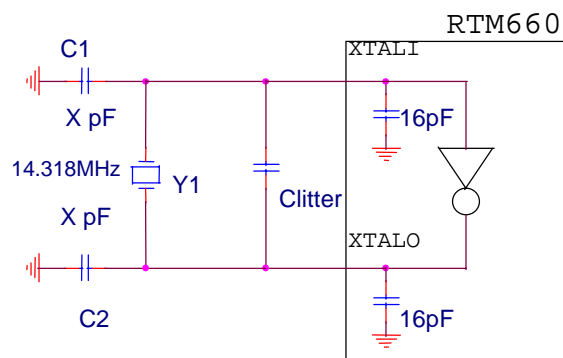 RTM660
C1
XTALI
X pF
16pF
14.318MHz
Y1
Clitter
X pF
XTALO
C2
16pF